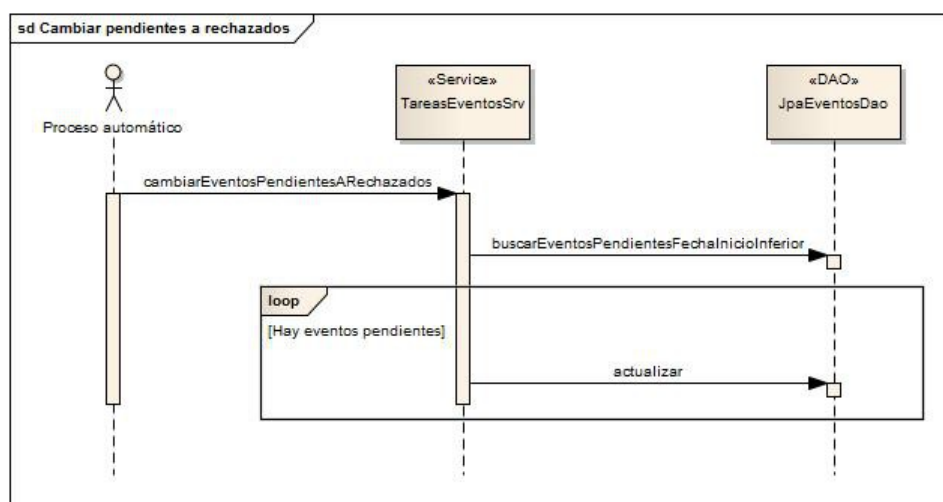 sd Cambiar pendientes a rechazados
«Service»
TareasEventosSrv
«DAO»
JpaEventosDao
Proceso automático
cambiarEventosPendientesARechazados
buscarEventosPendientesFechaInicioInferior
loop
[Hay eventos pendientes]
actualizar